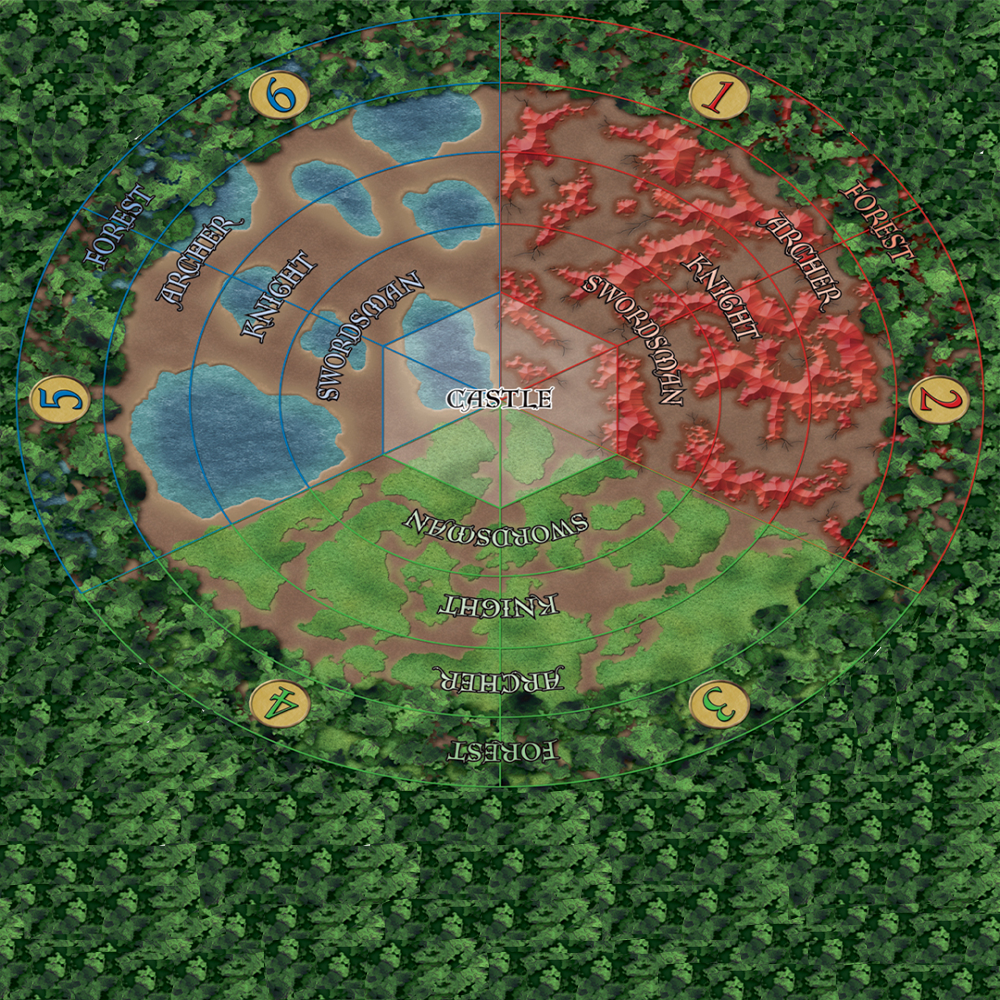 6
1
FOREST
FOREST
ARCHER
ARCHER
KNIGHT
KNIGHT
SWORDSMAN
SWORDSMAN
5
CASTLE
2
SWORDSMAN
KNIGHT
ARCHER
4
3
FOREST